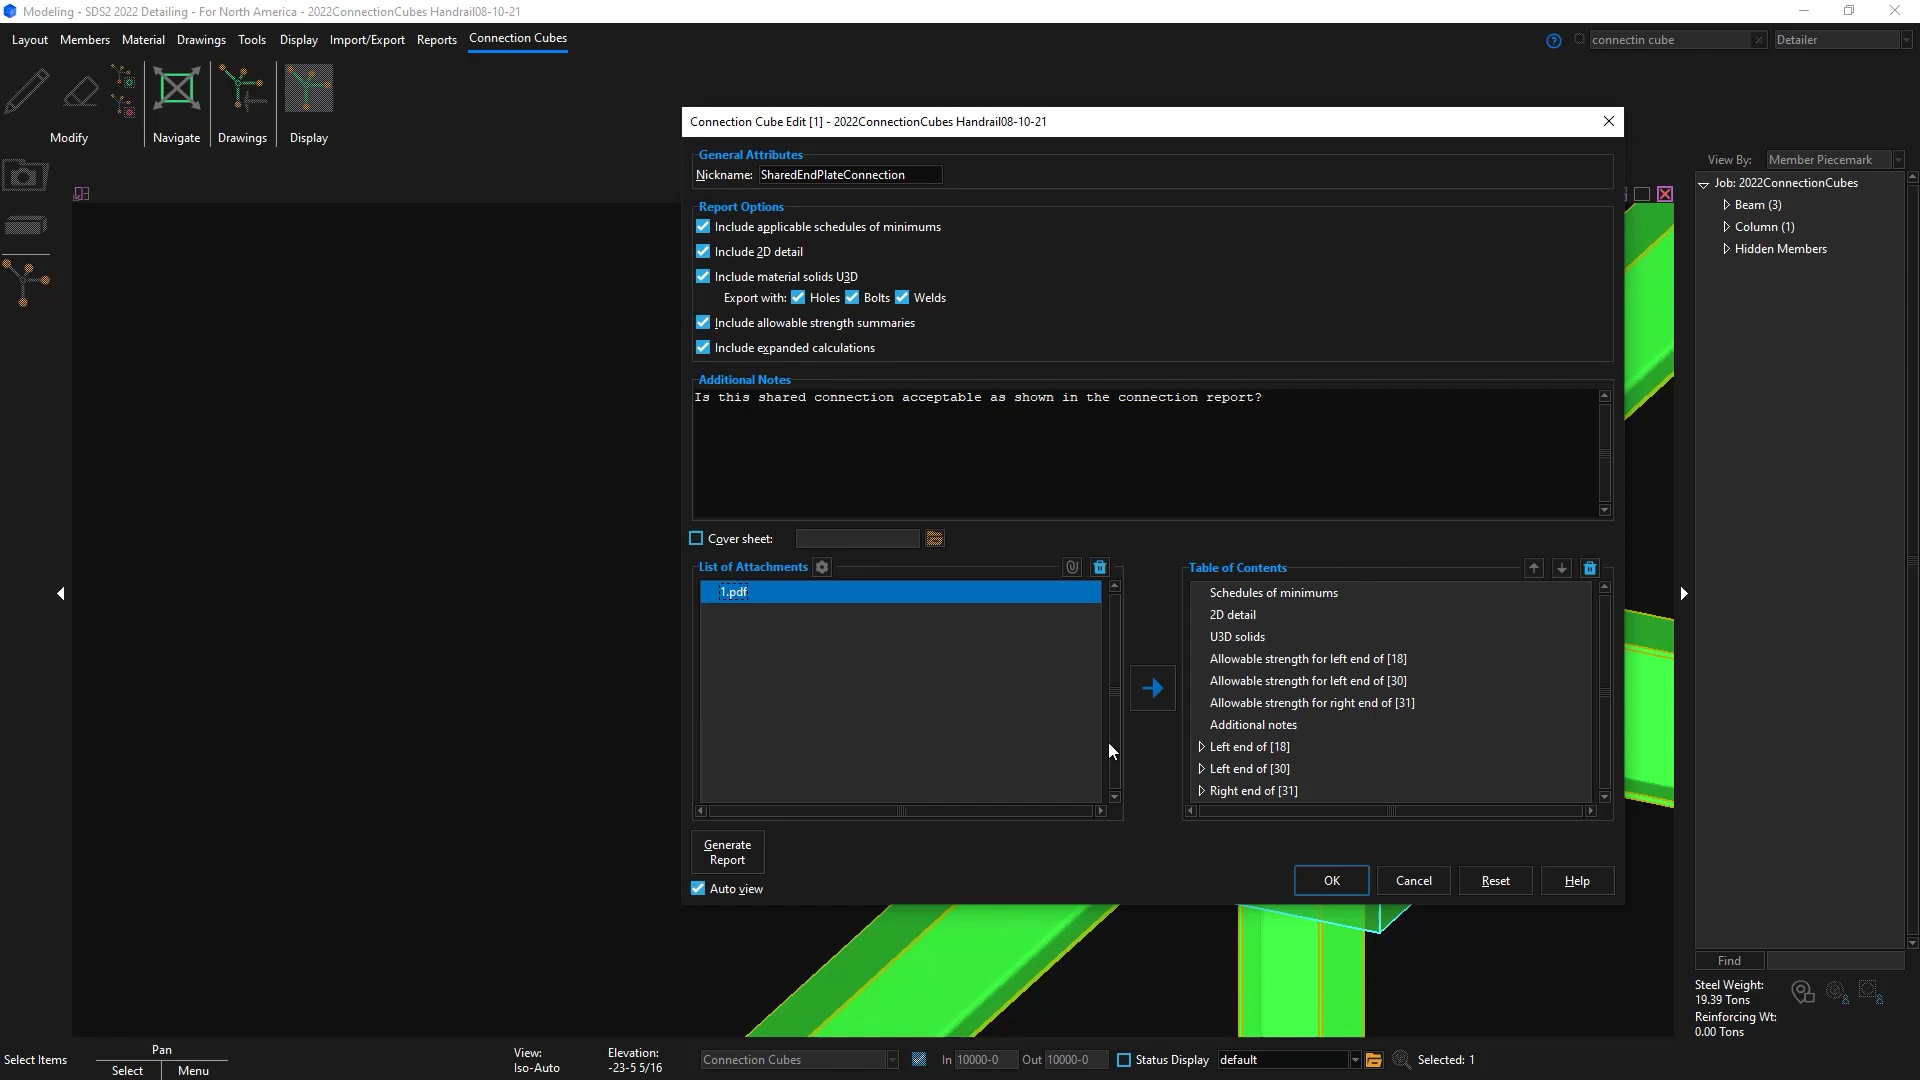 Modeling - SDS2 2022 Detailing - For North America - 2022ConnectionCubes Handrail08-10-21
Layout Members Material Drawings Tools Display Import/Export Reports Connection Cubes
connectin cube
Detailer
Modify
Navigate
Drawings
Display
Connection Cube Edit [1] - 2022ConnectionCubes Handrail08-10-21
General Attributes
Nickname: SharedEndPlateConnection
Report Options
Include applicable schedules of minimums
Include 2D detail
Include material solids U3D
Export with: Holes Bolts Welds
Include allowable strength summaries
Include expanded calculations
Additional Notes
Is this shared connection acceptable as shown in the connection report?
Cover sheet:
List of Attachments
1.pdf
Table of Contents
Schedules of minimums
2D detail
U3D solids
Allowable strength for left end of [18]
Allowable strength for left end of [30]
Allowable strength for right end of [31]
Additional notes
Left end of [18]
Left end of [30]
Right end of [31]
Generate
Report
Auto view
OK
Cancel
Reset
Help
View By: Member Piecemark
Job: 2022ConnectionCubes
Beam (3)
Column (1)
Hidden Members
Find
Steel Weight:
19.39 Tons
Reinforcing Wt:
0.00 Tons
Select Items
Pan
Select
Menu
View:
Iso-Auto
Elevation:
-23-5 5/16
Connection Cubes
In 10000-0 Out 10000-0
Status Display
default
Selected: 1